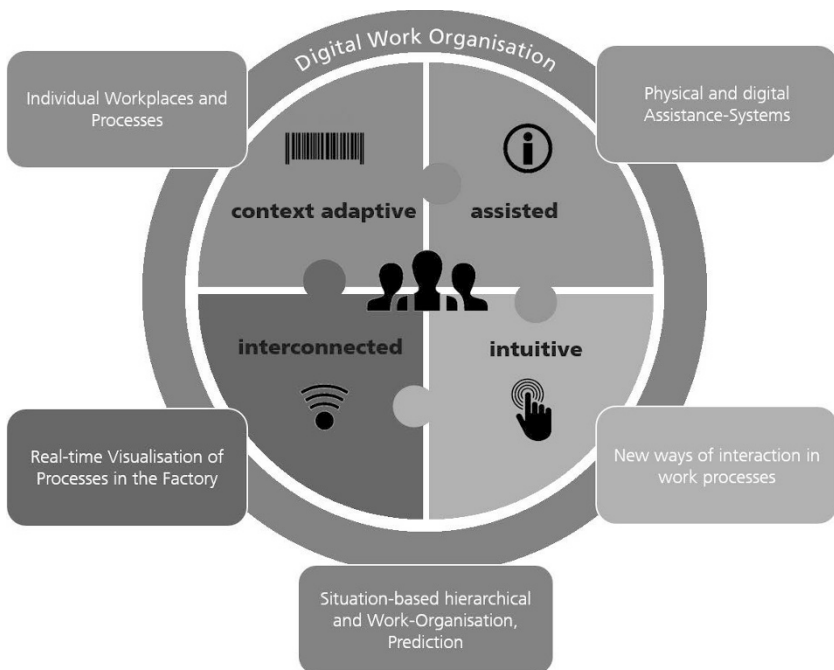 Digital Work Organisation
Individual Workplaces and
Processes
Physical and digital
Assistance-Systems
context adaptive
assisted
interconnected
intuitive
Real-time Visualisation of
Processes in the Factory
New ways of interaction in
work processes
Situation-based hierarchical
and Work-Organisation,
Prediction